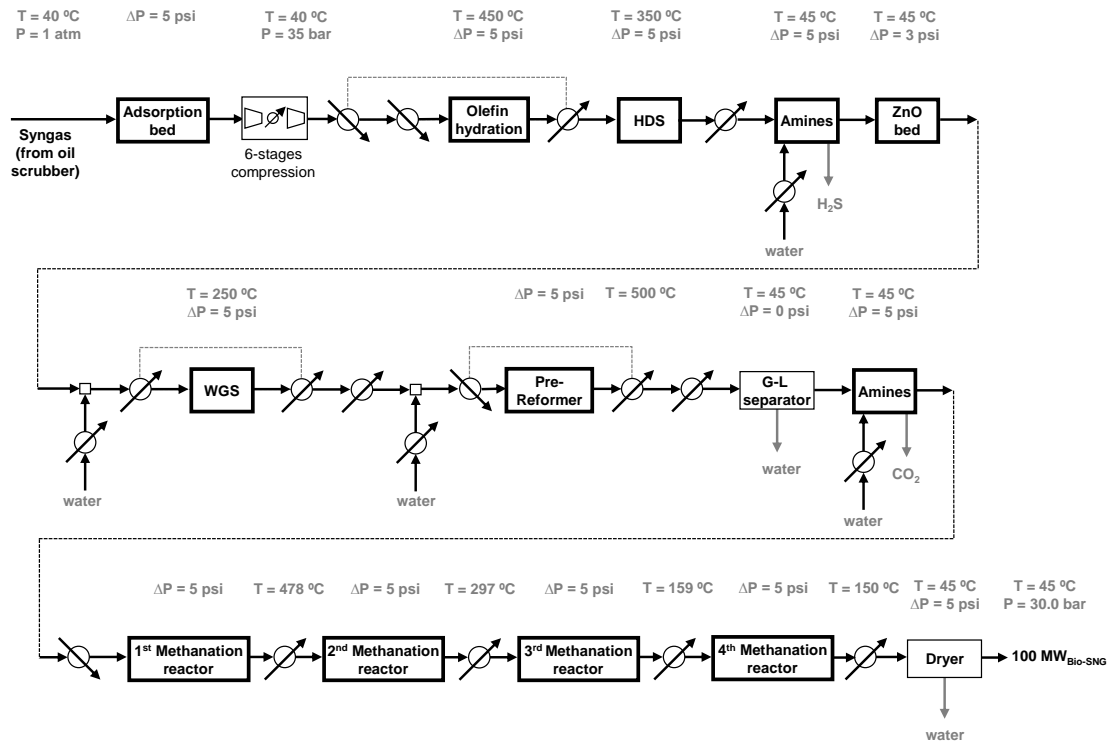 T = 40 ºC
P = 1 atm
ΔP = 5 psi
T = 40 ºC
P = 35 bar
T = 450 ºC
ΔP = 5 psi
T = 350 ºC
ΔP = 5 psi
T = 45 ºC
ΔP = 5 psi
T = 45 ºC
ΔP = 3 psi
Syngas
(from oil
scrubber)
Adsorption
bed
6-stages
compression
Olefin
hydration
HDS
Amines
ZnO
bed
H₂S
water
T = 250 ºC
ΔP = 5 psi
ΔP = 5 psi
T = 500 ºC
T = 45 ºC
ΔP = 0 psi
T = 45 ºC
ΔP = 5 psi
WGS
Pre-
Reformer
G-L
separator
Amines
water
water
water
CO₂
water
ΔP = 5 psi
T = 478 ºC
ΔP = 5 psi
T = 297 ºC
ΔP = 5 psi
T = 159 ºC
ΔP = 5 psi
T = 150 ºC
T = 45 ºC
ΔP = 5 psi
T = 45 ºC
P = 30.0 bar
1st Methanation
reactor
2nd Methanation
reactor
3rd Methanation
reactor
4th Methanation
reactor
Dryer
100 MWBio-SNG
water